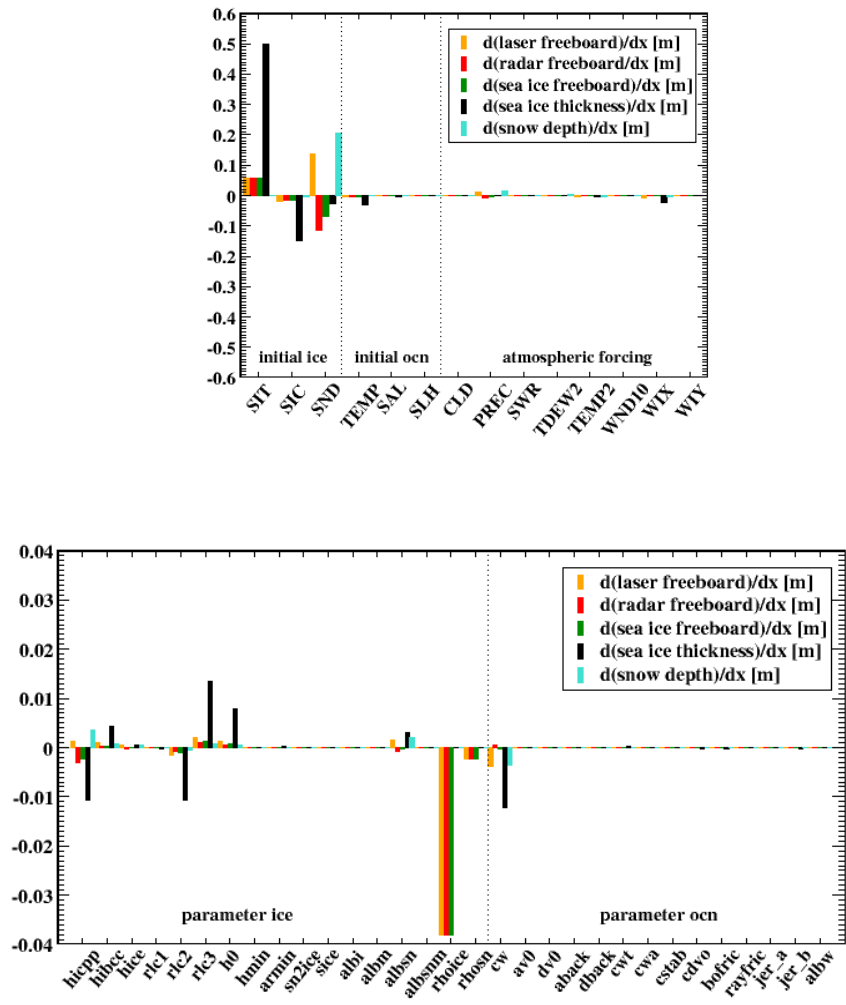 0.6
0.5
0.4
0.3
0.2
0.1
0
-0.1
-0.2
-0.3
-0.4
-0.5
-0.6
d(laser freeboard)/dx [m]
d(radar freeboard/dx [m]
d(sea ice freeboard)/dx [m]
d(sea ice thickness)/dx [m]
d(snow depth)/dx [m]
initial ice
initial ocn
atmospheric forcing
SIT
SIC
SND
TEMP
SAL
SLH
CLD
PREC
SWR
TDEW2
TEMP2
WND10
WIX
WIY
0.04
0.03
0.02
0.01
0
-0.01
-0.02
-0.03
-0.04
d(laser freeboard)/dx [m]
d(radar freeboard)/dx [m]
d(sea ice freeboard)/dx [m]
d(sea ice thickness)/dx [m]
d(snow depth)/dx [m]
parameter ice
parameter ocn
hicpp
hibcc
hice
rlc1
rlc2
rlc3
h0
hmin
armin
sn2ice
sice
albi
albm
albsn
albsnm
rhoice
rhosn
cw
av0
dv0
aback
dback
cwt
cwa
cstab
cdvo
bofric
rayfric
jer_a
jer_b
albw